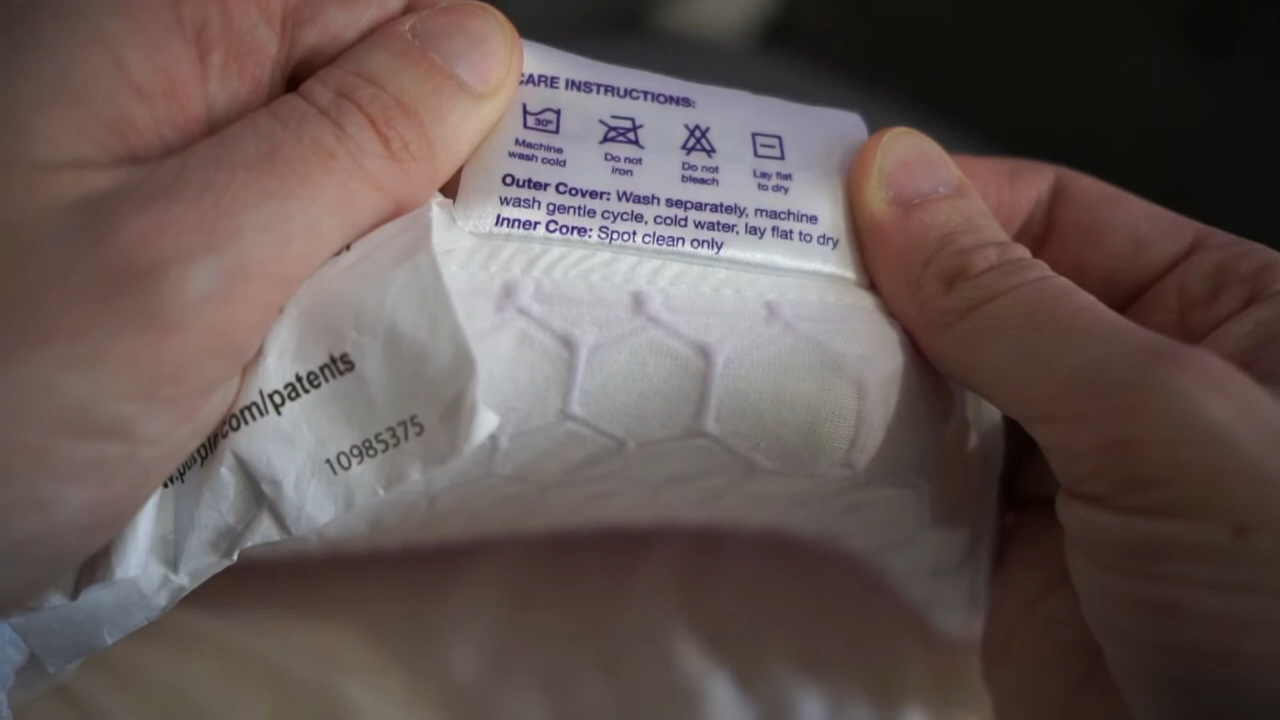 CARE INSTRUCTIONS:
30°
Machine
wash cold
Do not
iron
Do not
bleach
Lay flat
to dry
Outer Cover: Wash separately, machine
wash gentle cycle, cold water, lay flat to dry
Inner Core: Spot clean only
w.purple.com/patents
10985375